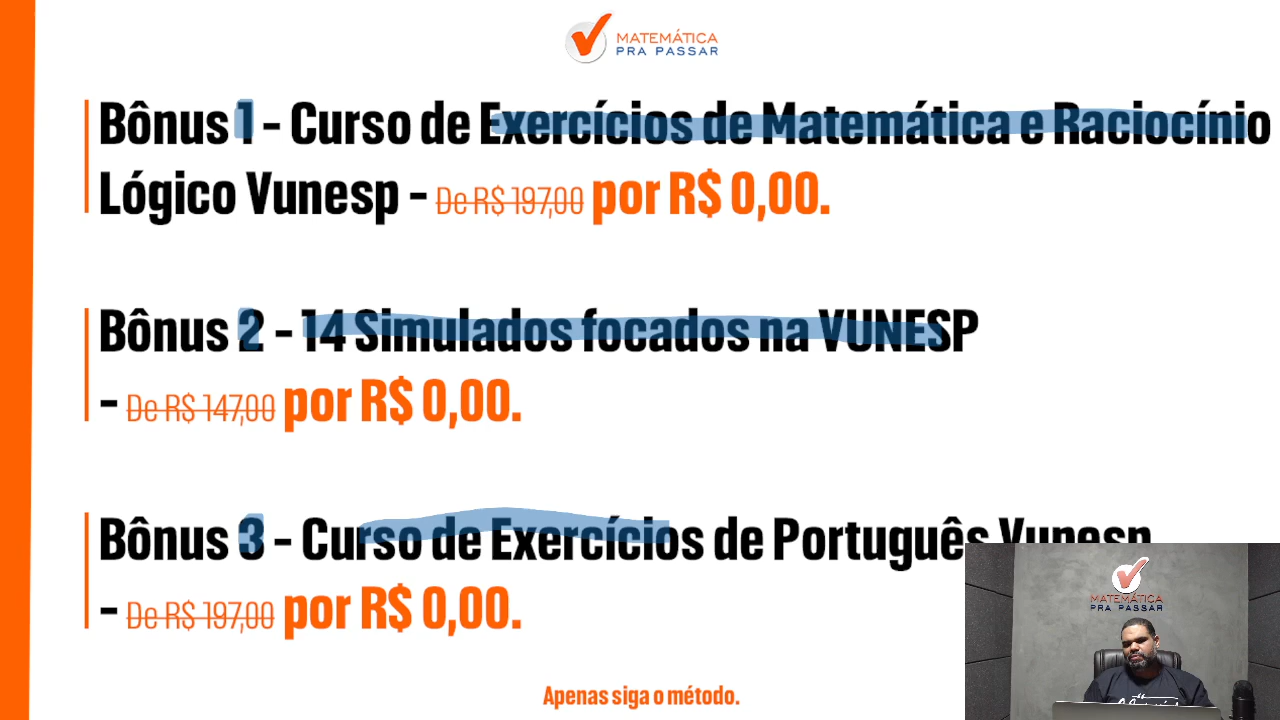 MATEMÁTICA
PRA PASSAR
Bônus 1 - Curso de Exercícios de Matemática e Raciocínio
Lógico Vunesp - De R$ 197,00 por R$ 0,00.
Bônus 2 - 14 Simulados focados na VUNESP
- De R$ 147,00 por R$ 0,00.
Bônus 3 - Curso de Exercícios de Português Vunesp
- De R$ 197,00 por R$ 0,00.
MATEMÁTICA
PRA PASSAR
Apenas siga o método.